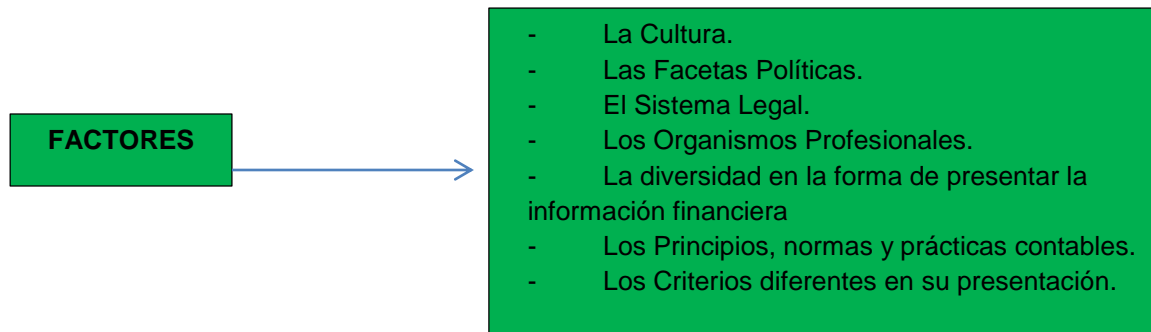 FACTORES
- La Cultura.
- Las Facetas Políticas.
- El Sistema Legal.
- Los Organismos Profesionales.
- La diversidad en la forma de presentar la
información financiera
- Los Principios, normas y prácticas contables.
- Los Criterios diferentes en su presentación.